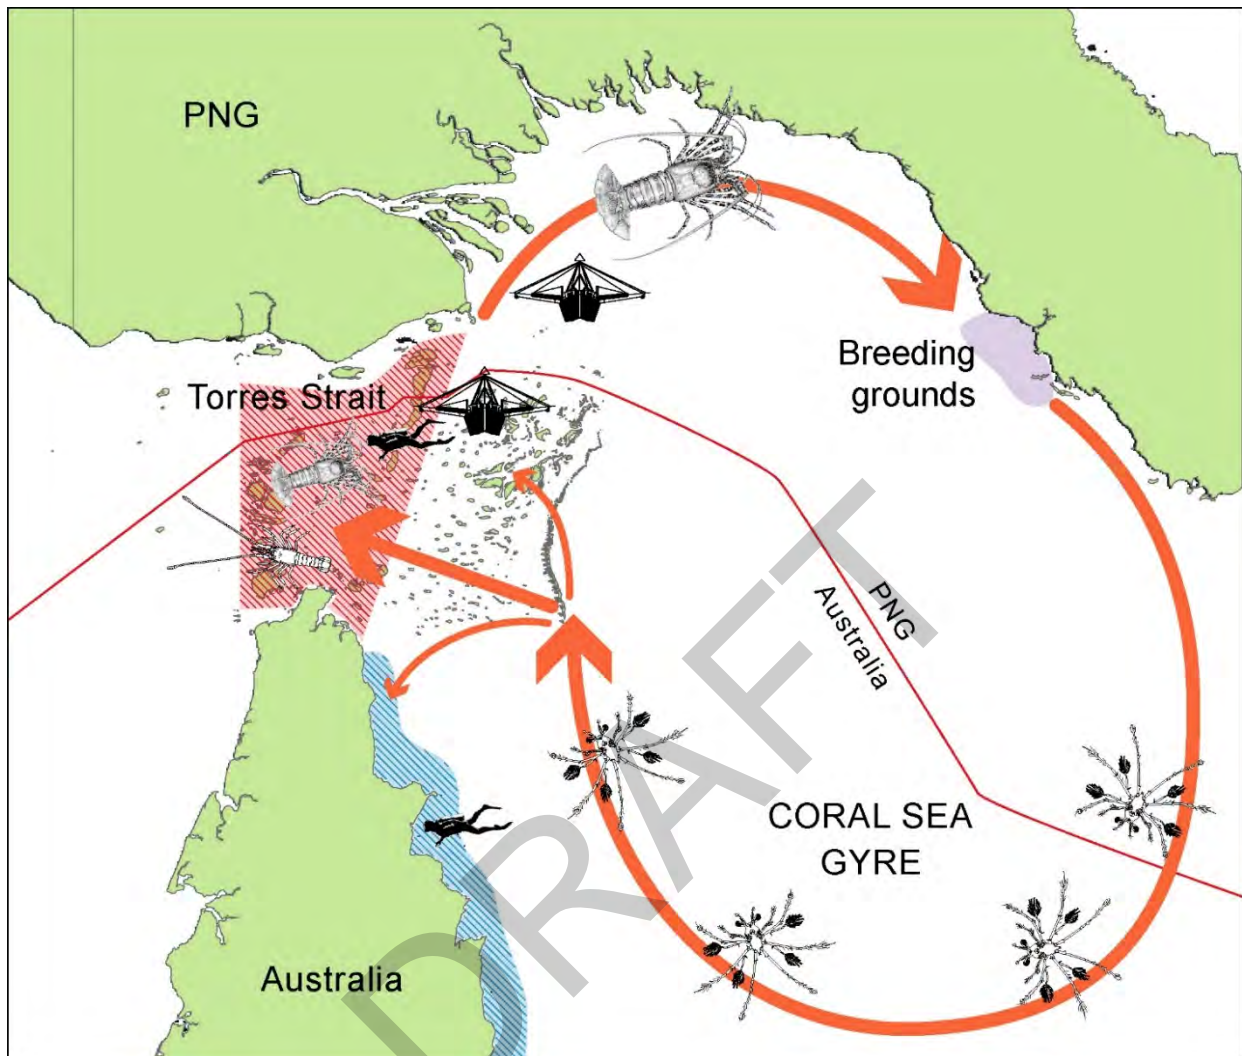 PNG
Torres Strait
Breeding
grounds
PNG
Australia
CORAL SEA
GYRE
Australia
DRAFT